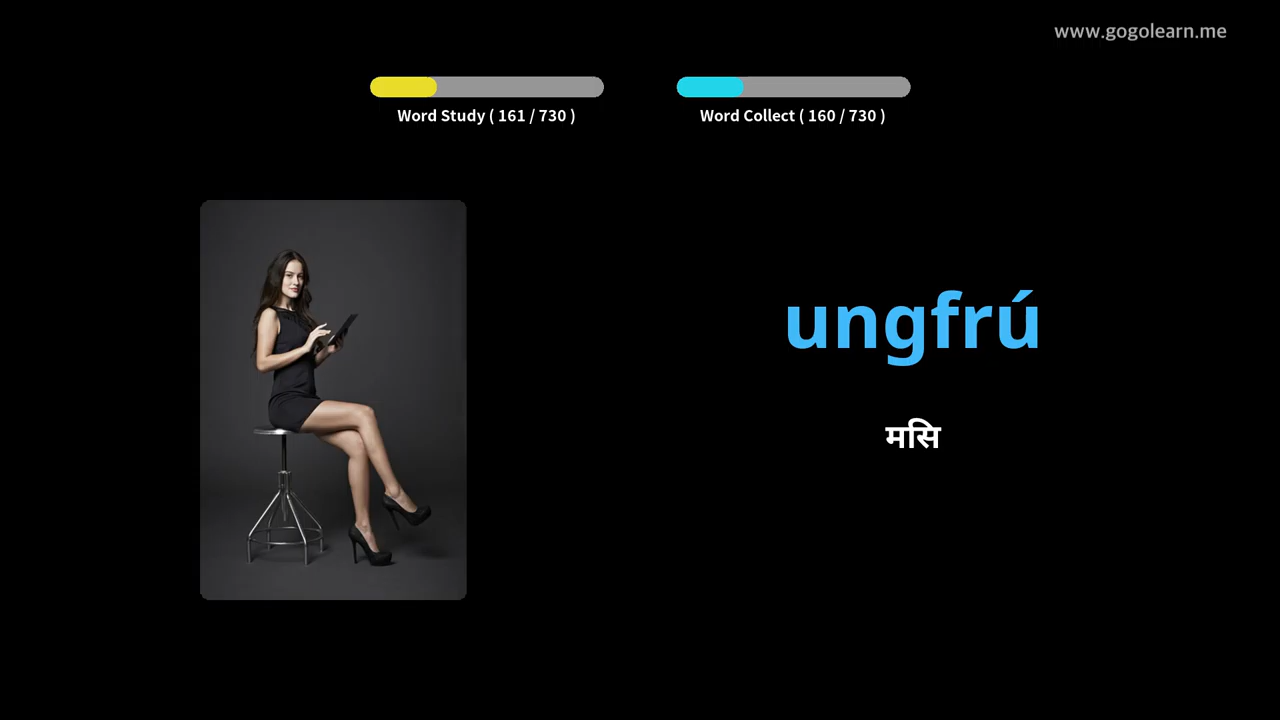 www.gogolearn.me
Word Study ( 161 / 730 )
Word Collect ( 160 / 730 )
ungfrú
मसि